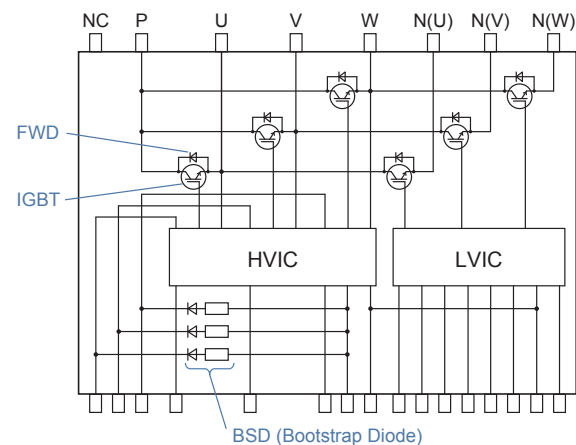 NC P U V W N(U) N(V) N(W)
FWD
IGBT
HVIC LVIC
BSD (Bootstrap Diode)